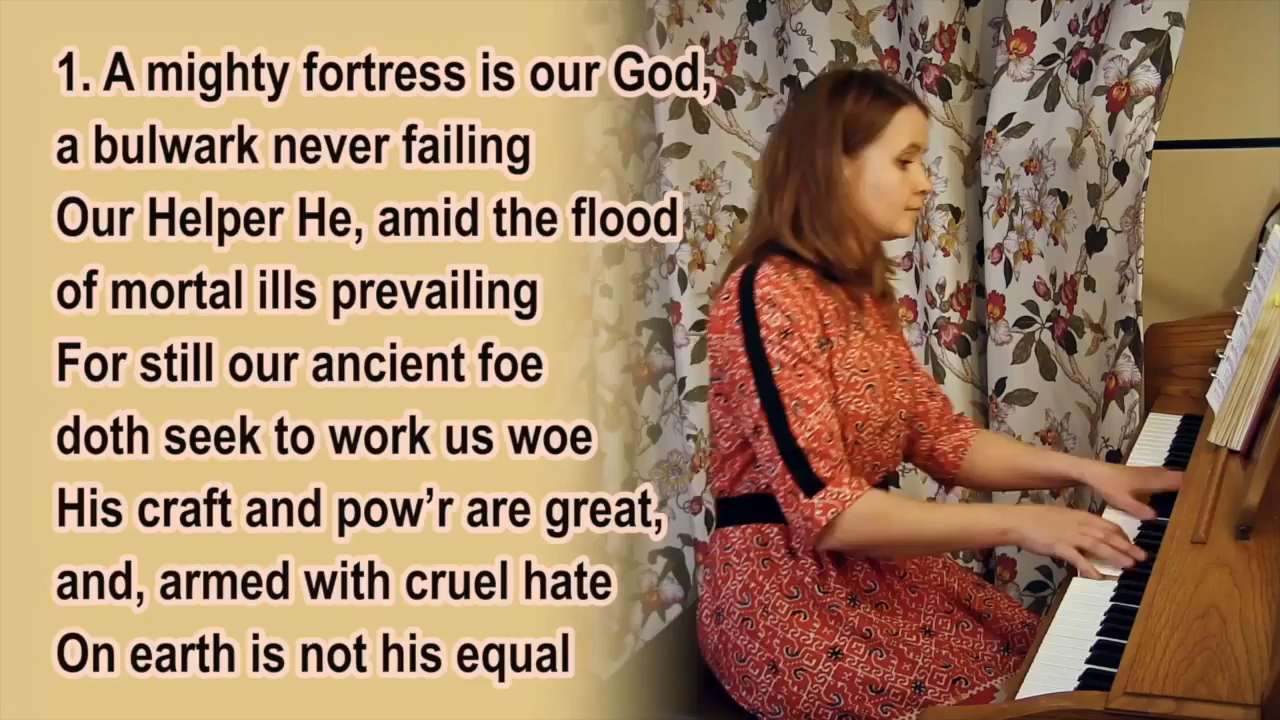 1. A mighty fortress is our God,
a bulwark never failing
Our Helper He, amid the flood
of mortal ills prevailing
For still our ancient foe
doth seek to work us woe
His craft and pow’r are great,
and, armed with cruel hate
On earth is not his equal